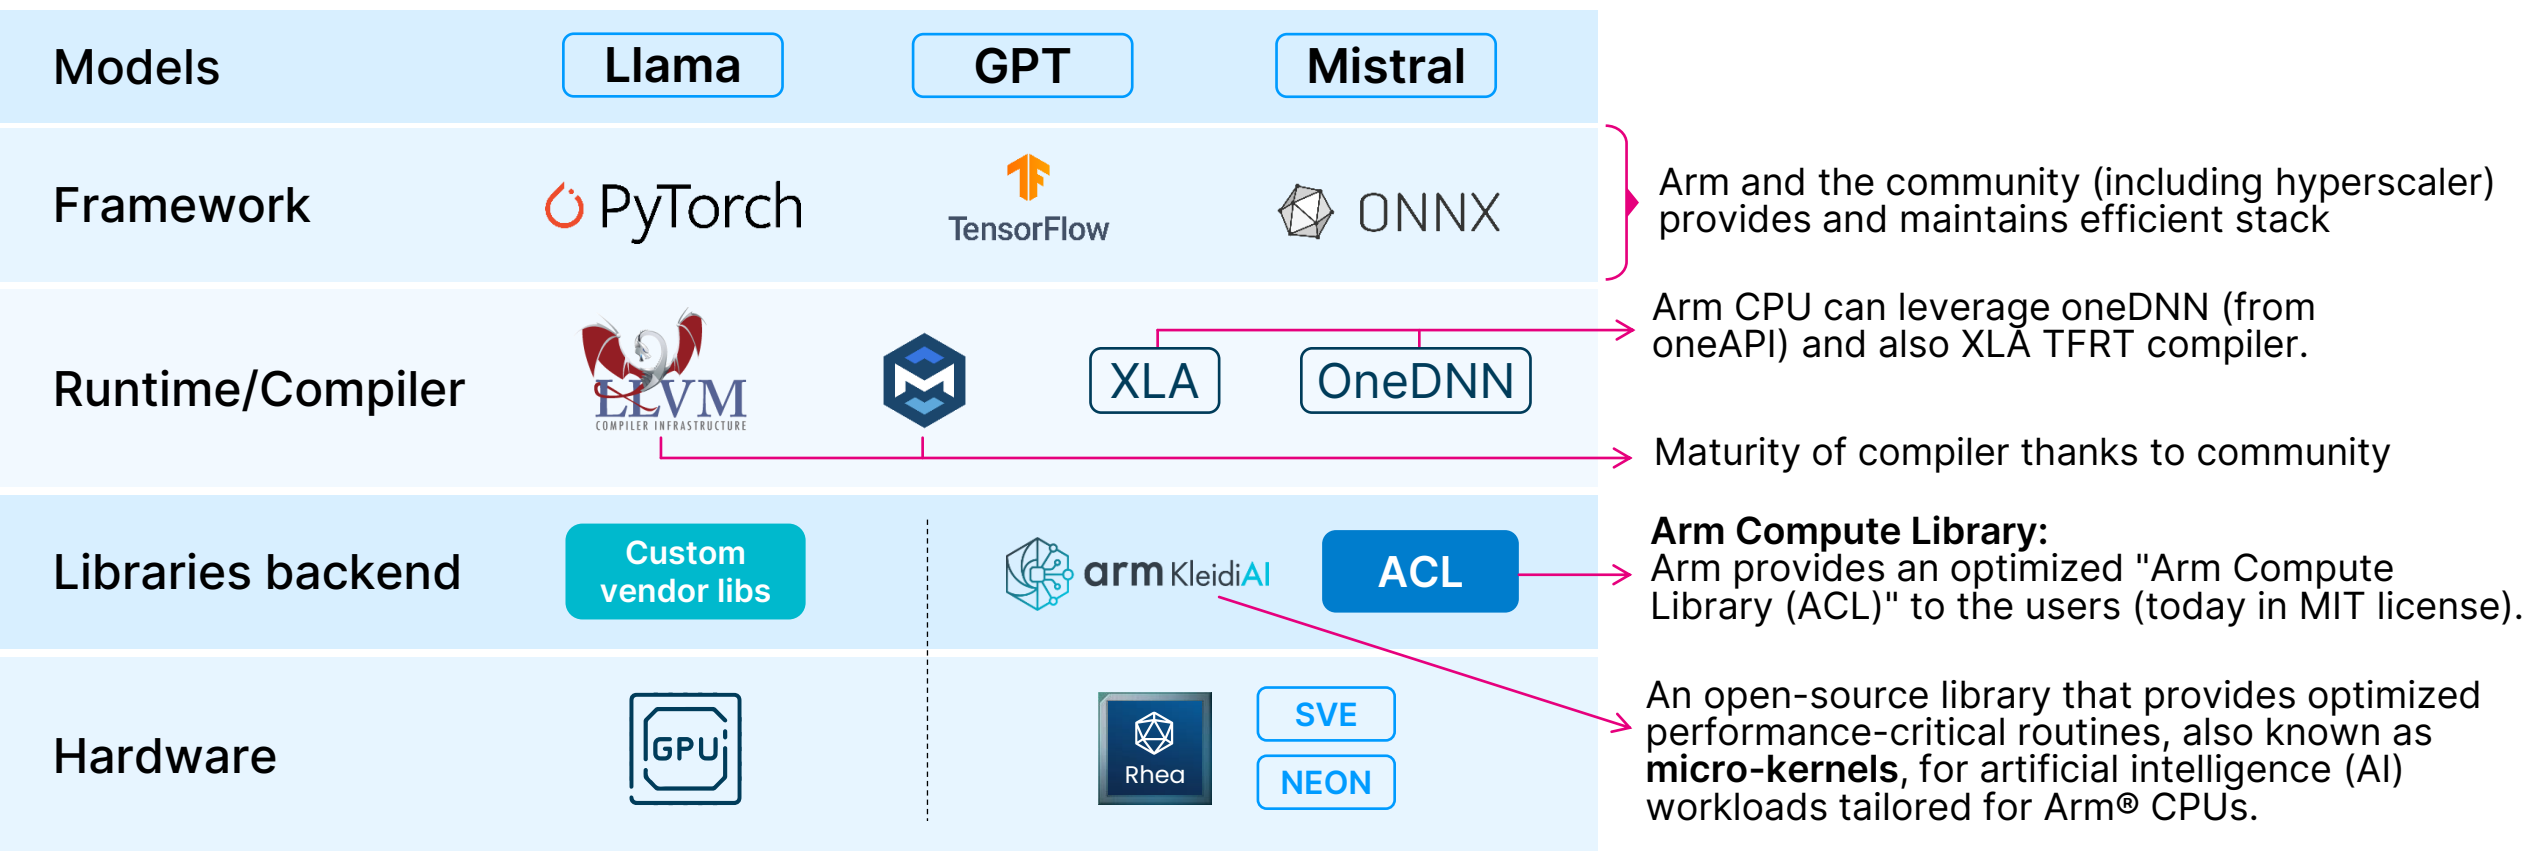 Models
Llama
GPT
Mistral
Framework
PyTorch
TensorFlow
ONNX
Arm and the community (including hyperscaler)
provides and maintains efficient stack
Runtime/Compiler
LLVM
COMPILER INFRASTRUCTURE
XLA
OneDNN
Arm CPU can leverage oneDNN (from
oneAPI) and also XLA TFRT compiler.
Maturity of compiler thanks to community
Libraries backend
Custom
vendor libs
arm KleidiAI
ACL
Arm Compute Library:
Arm provides an optimized "Arm Compute
Library (ACL)" to the users (today in MIT license).
Hardware
GPU
Rhea
SVE
NEON
An open-source library that provides optimized
performance-critical routines, also known as
micro-kernels, for artificial intelligence (AI)
workloads tailored for Arm® CPUs.